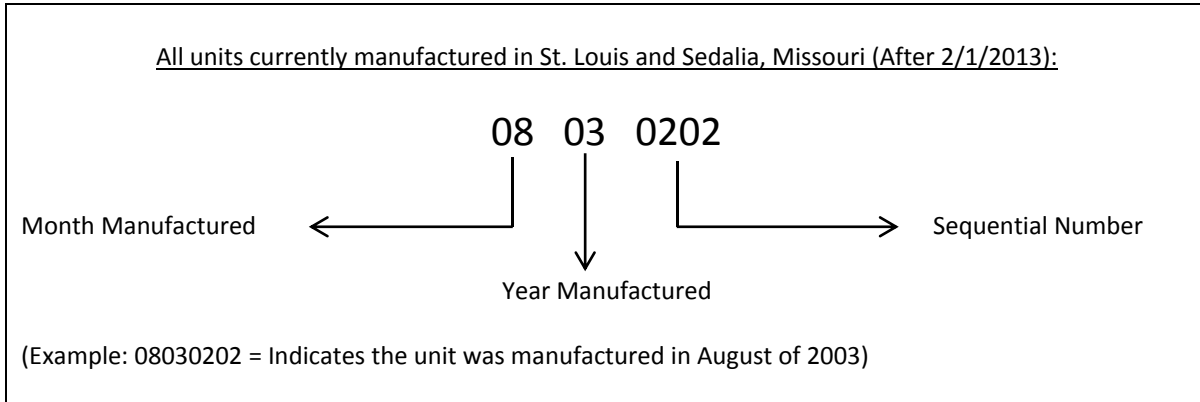 All units currently manufactured in St. Louis and Sedalia, Missouri (After 2/1/2013):
08 03 0202
Month Manufactured Sequential Number
Year Manufactured
(Example: 08030202 = Indicates the unit was manufactured in August of 2003)